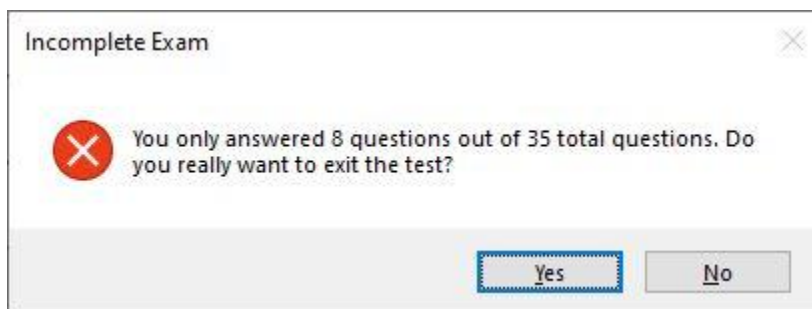 Incomplete Exam
You only answered 8 questions out of 35 total questions. Do
you really want to exit the test?
Yes
No